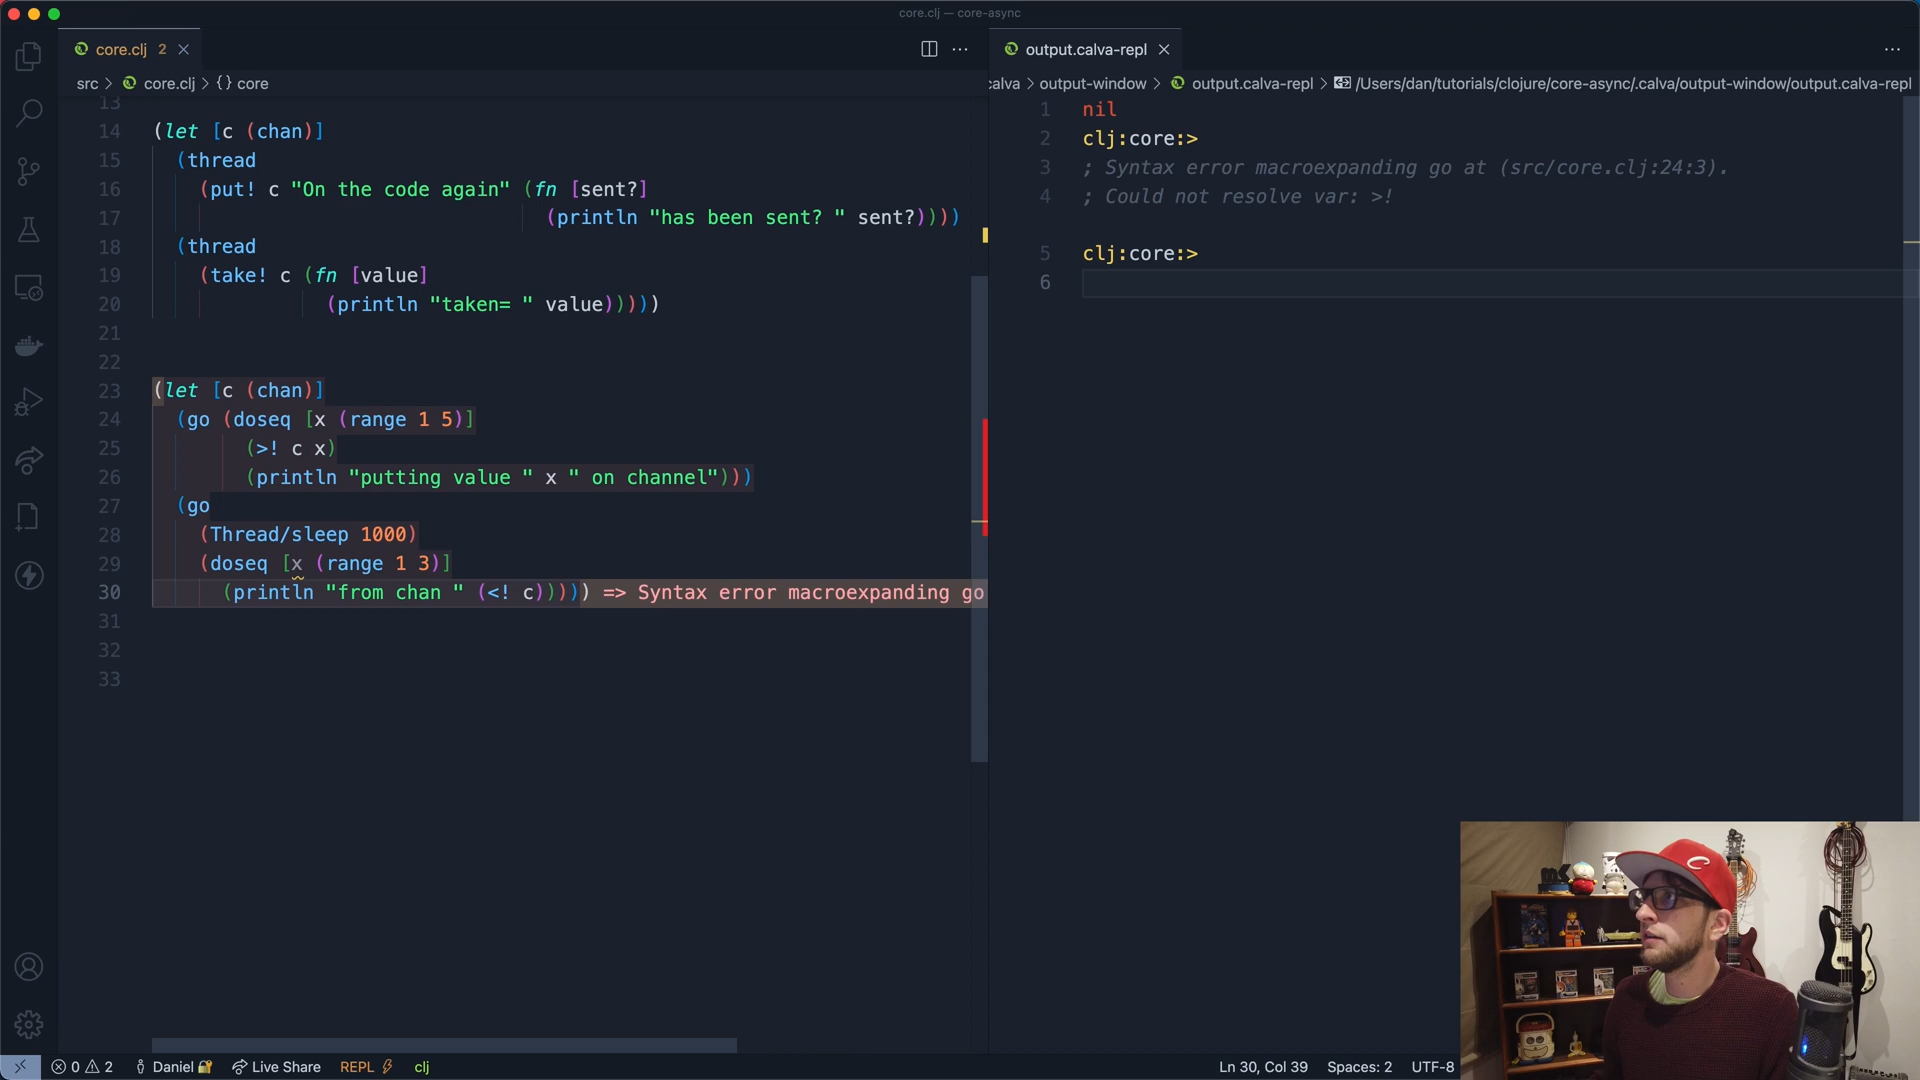 core.clj — core-async
core.clj 2
src > core.clj > {} core
13
14 (let [c (chan)]
15 (thread
16 (put! c "On the code again" (fn [sent?]
17 (println "has been sent? " sent?))))
18 (thread
19 (take! c (fn [value]
20 (println "taken= " value)))))
21
22
23 (let [c (chan)]
24 (go (doseq [x (range 1 5)]
25 (>! c x)
26 (println "putting value " x " on channel")))
27 (go
28 (Thread/sleep 1000)
29 (doseq [x (range 1 3)]
30 (println "from chan " (<! c))))) => Syntax error macroexpanding go
31
32
33
output.calva-repl
calva > output-window > output.calva-repl > /Users/dan/tutorials/clojure/core-async/.calva/output-window/output.calva-repl
1 nil
2 clj:core:>
3 ; Syntax error macroexpanding go at (src/core.clj:24:3).
4 ; Could not resolve var: >!
5 clj:core:>
6
0 2 Daniel Live Share REPL clj
Ln 30, Col 39 Spaces: 2 UTF-8